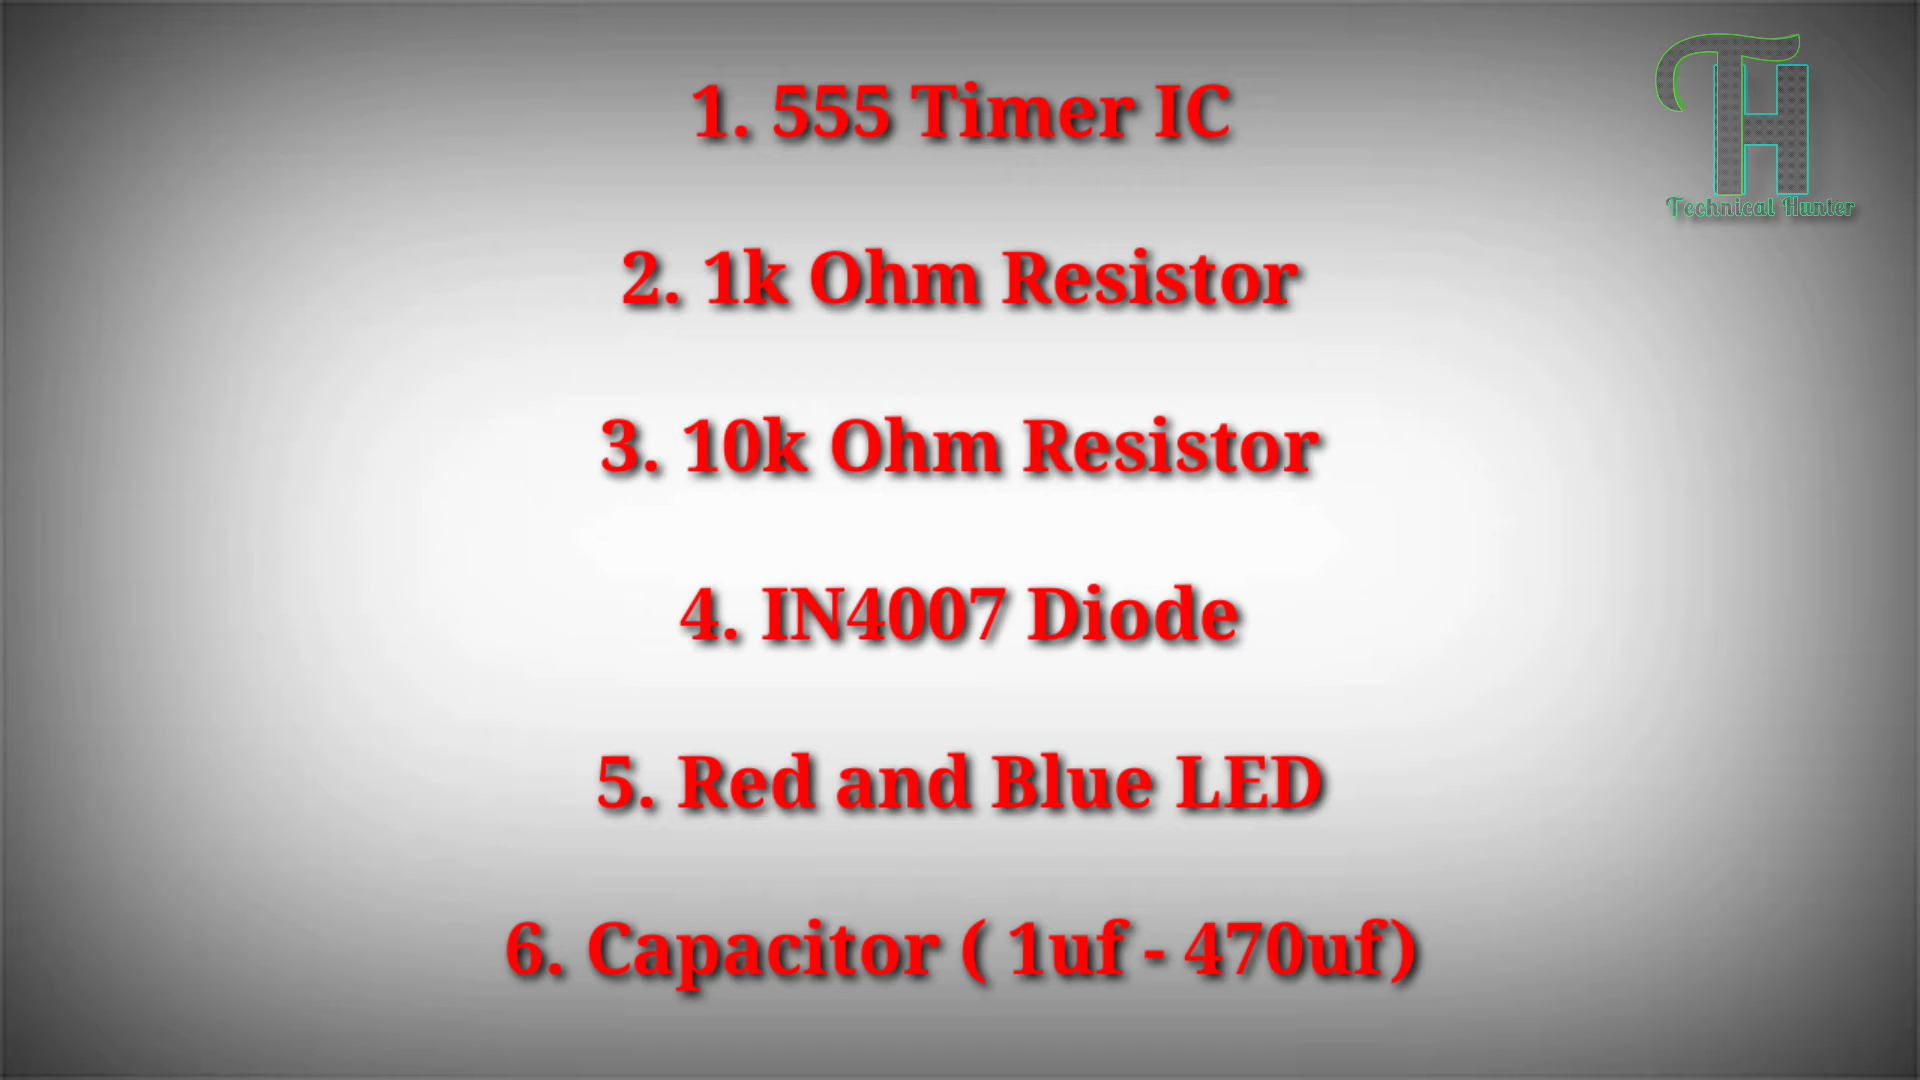 1. 555 Timer IC
TH
Technical Hunter
2. 1k Ohm Resistor
3. 10k Ohm Resistor
4. IN4007 Diode
5. Red and Blue LED
6. Capacitor ( 1uf - 470uf)